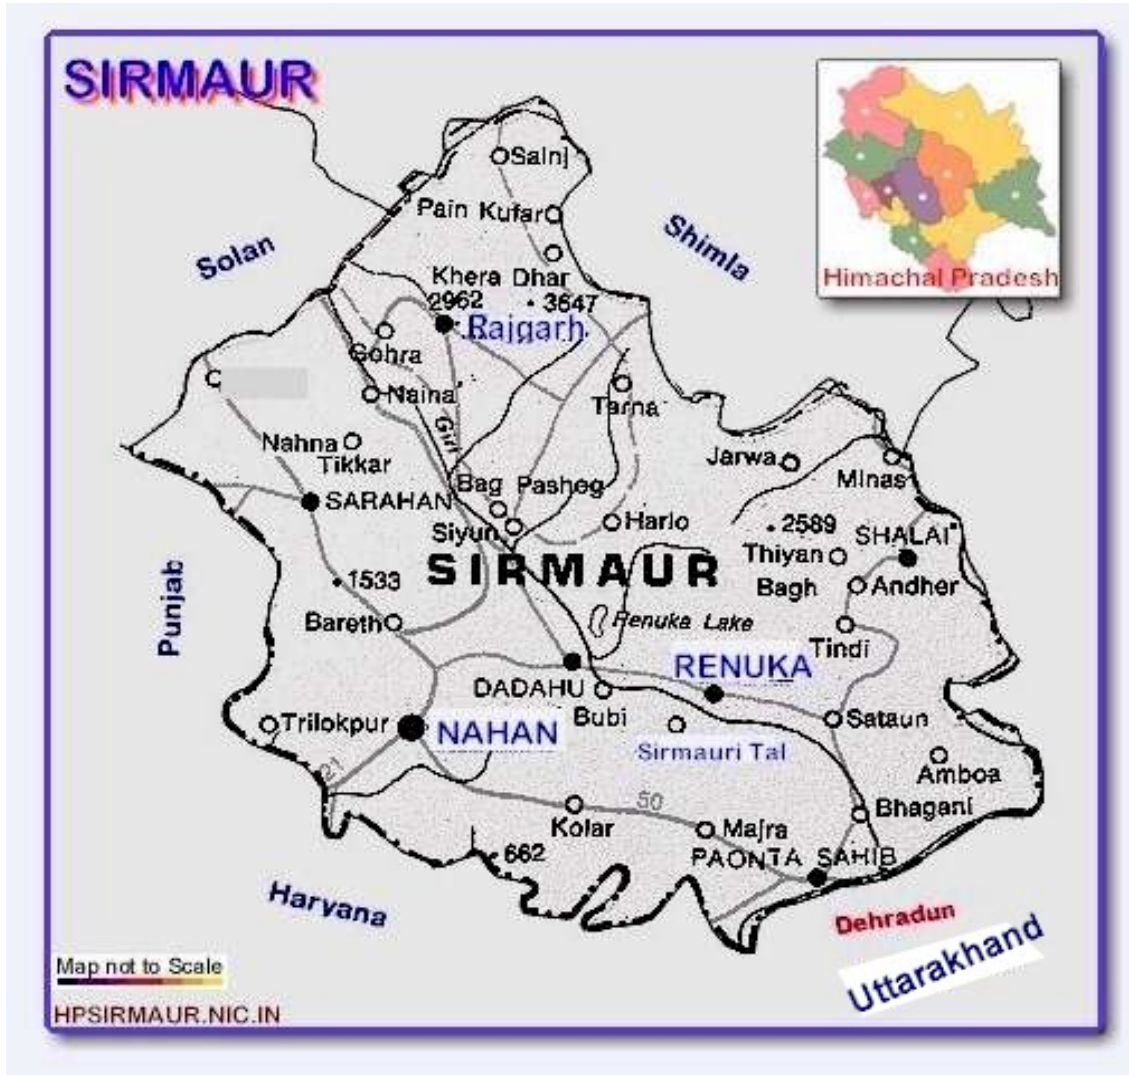 SIRMAUR
Sainj
Pain Kufar
Solan
Shimla
Himachal Pradesh
Khera Dhar
2962
3647
Rajgarh
Gohra
Naina
Tarna
Giri
Nahna
Tikkar
Jarwa
Minas
Bag Pashog
SARAHAN
Siyun
Harlo
2589
SHALAI
Thiyan
SIRMAUR
1533
Bagh
Andher
Punjab
Bareth
Renuka Lake
Tindi
RENUKA
DADAHU
Bubi
Trilokpur
NAHAN
Sataun
Sirmauri Tal
21
Amboa
50
Bhagani
Kolar
Majra
662
PAONTA SAHIB
Haryana
Dehradun
Uttarakhand
Map not to Scale
HPSIRMAUR.NIC.IN